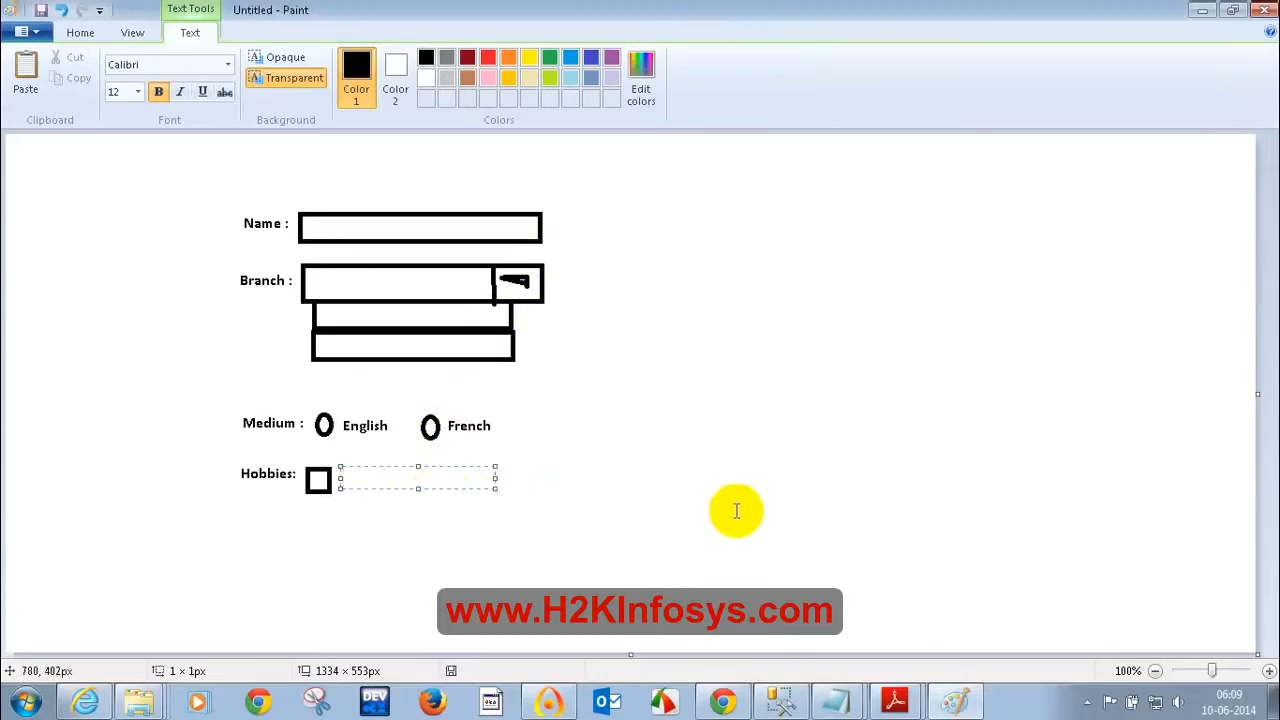 Text Tools
Untitled - Paint
Home
View
Text
Paste
Cut
Copy
Clipboard
Calibri
12
B I U abc
Font
Opaque
Transparent
Background
Color 1
Color 2
Edit colors
Colors
Name :
Branch :
Medium :
English
French
Hobbies:
www.H2KInfosys.com
780, 402px
1 × 1px
1334 × 553px
100%
DEV
06:09
10-06-2014